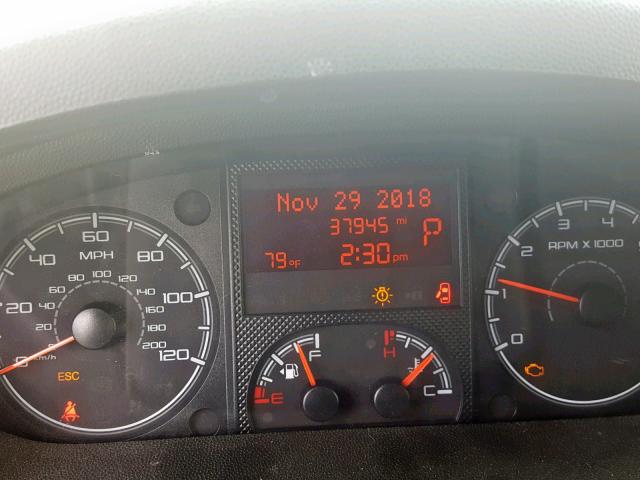 Nov 29 2018
37945 mi
P
79°F 2:30 pm
0 20 40 60 80 100 120
MPH
20 40 60 80 100 120 140 160 180 200
km/h
ESC
0 1 2 3 4
RPM X 1000
F
E
H
C